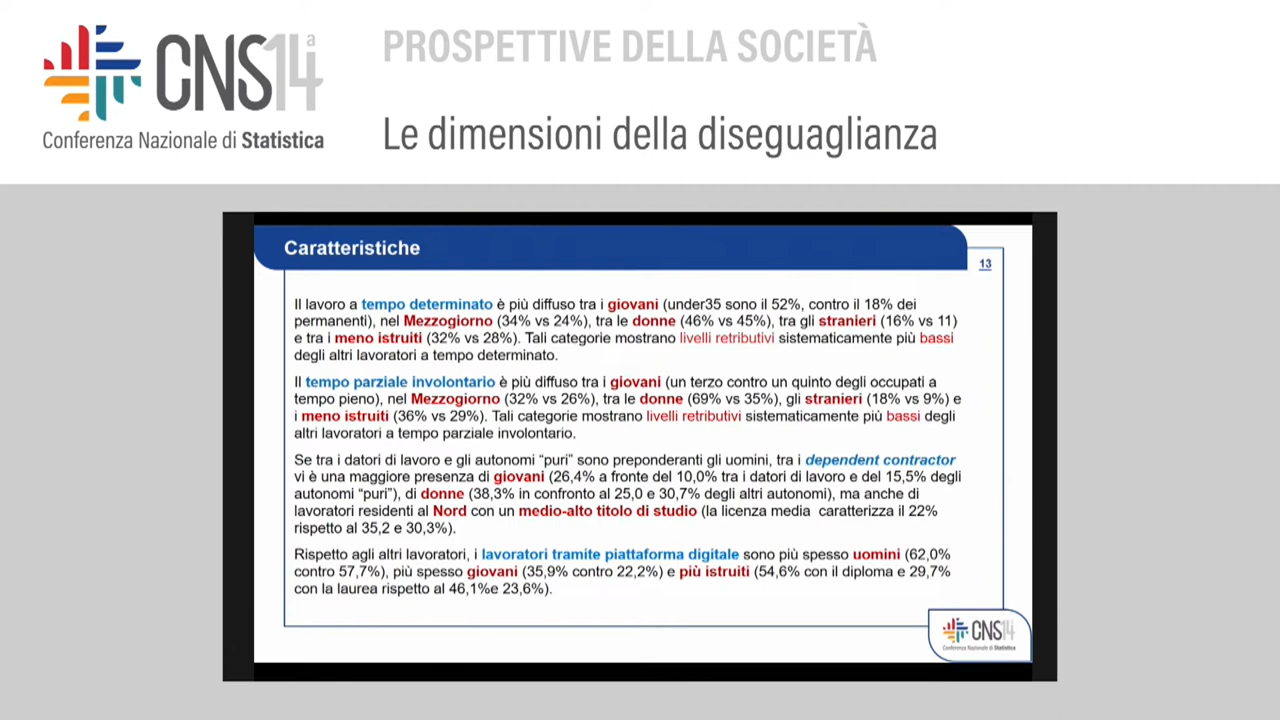 CNS14ª
Conferenza Nazionale di Statistica
PROSPETTIVE DELLA SOCIETÀ
Le dimensioni della diseguaglianza
Caratteristiche
13
Il lavoro a tempo determinato è più diffuso tra i giovani (under35 sono il 52%, contro il 18% dei
permanenti), nel Mezzogiorno (34% vs 24%), tra le donne (46% vs 45%), tra gli stranieri (16% vs 11)
e tra i meno istruiti (32% vs 28%). Tali categorie mostrano livelli retributivi sistematicamente più bassi
degli altri lavoratori a tempo determinato.
Il tempo parziale involontario è più diffuso tra i giovani (un terzo contro un quinto degli occupati a
tempo pieno), nel Mezzogiorno (32% vs 26%), tra le donne (69% vs 35%), gli stranieri (18% vs 9%) e
i meno istruiti (36% vs 29%). Tali categorie mostrano livelli retributivi sistematicamente più bassi degli
altri lavoratori a tempo parziale involontario.
Se tra i datori di lavoro e gli autonomi “puri” sono preponderanti gli uomini, tra i dependent contractor
vi è una maggiore presenza di giovani (26,4% a fronte del 10,0% tra i datori di lavoro e del 15,5% degli
autonomi “puri”), di donne (38,3% in confronto al 25,0 e 30,7% degli altri autonomi), ma anche di
lavoratori residenti al Nord con un medio-alto titolo di studio (la licenza media caratterizza il 22%
rispetto al 35,2 e 30,3%).
Rispetto agli altri lavoratori, i lavoratori tramite piattaforma digitale sono più spesso uomini (62,0%
contro 57,7%), più spesso giovani (35,9% contro 22,2%) e più istruiti (54,6% con il diploma e 29,7%
con la laurea rispetto al 46,1%e 23,6%).
CNS14
Conferenza Nazionale di Statistica